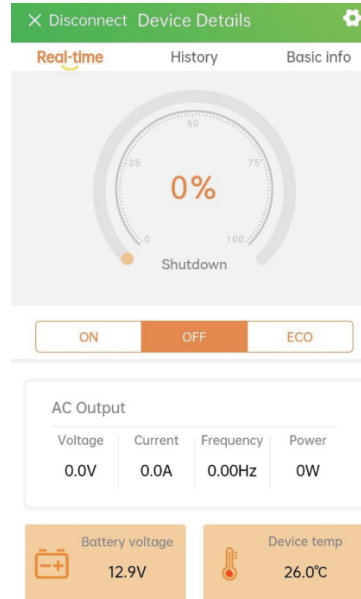 Disconnect Device Details
Real-time History Basic info
50
25 75
0%
0 100
Shutdown
ON OFF ECO
AC Output
Voltage Current Frequency Power
0.0V 0.0A 0.00Hz 0W
Battery voltage Device temp
12.9V 26.0℃